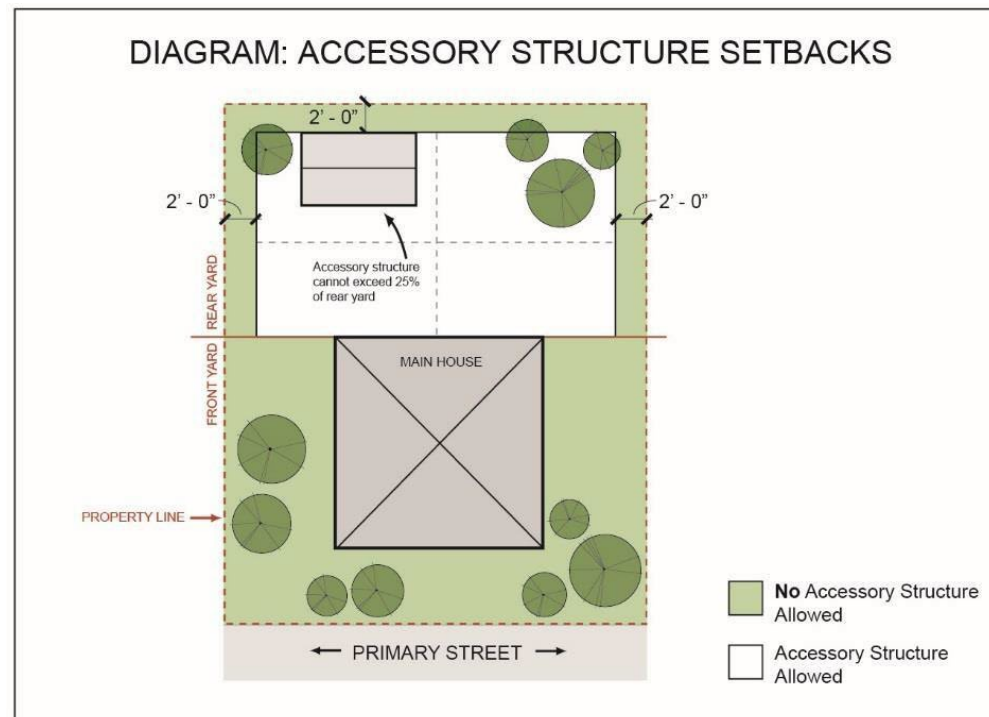 DIAGRAM: ACCESSORY STRUCTURE SETBACKS
2’ - 0”
2’ - 0”
2’ - 0”
Accessory structure
cannot exceed 25%
of rear yard
REAR YARD
FRONT YARD
MAIN HOUSE
PROPERTY LINE
PRIMARY STREET
No Accessory Structure
Allowed
Accessory Structure
Allowed